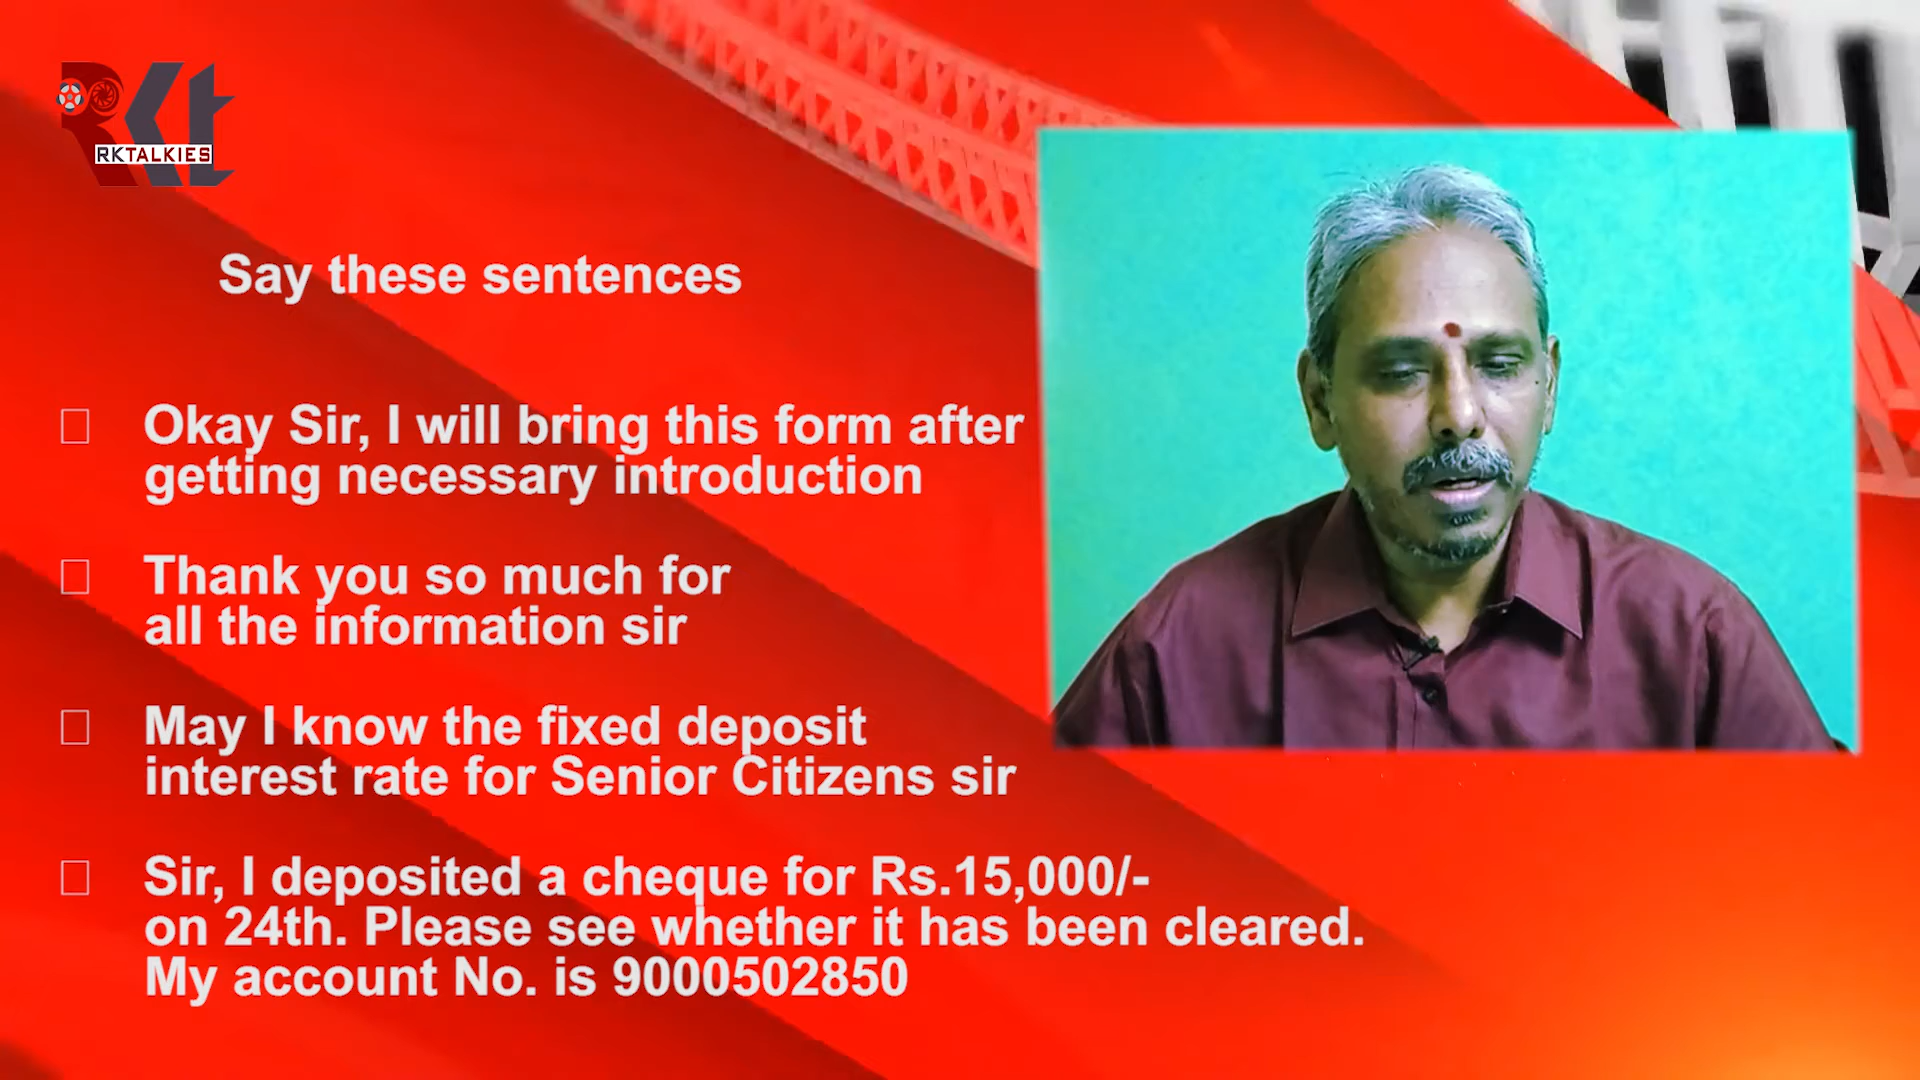 RKt
RKTALKIES
Say these sentences
Okay Sir, I will bring this form after
getting necessary introduction
Thank you so much for
all the information sir
May I know the fixed deposit
interest rate for Senior Citizens sir
Sir, I deposited a cheque for Rs.15,000/-
on 24th. Please see whether it has been cleared.
My account No. is 9000502850